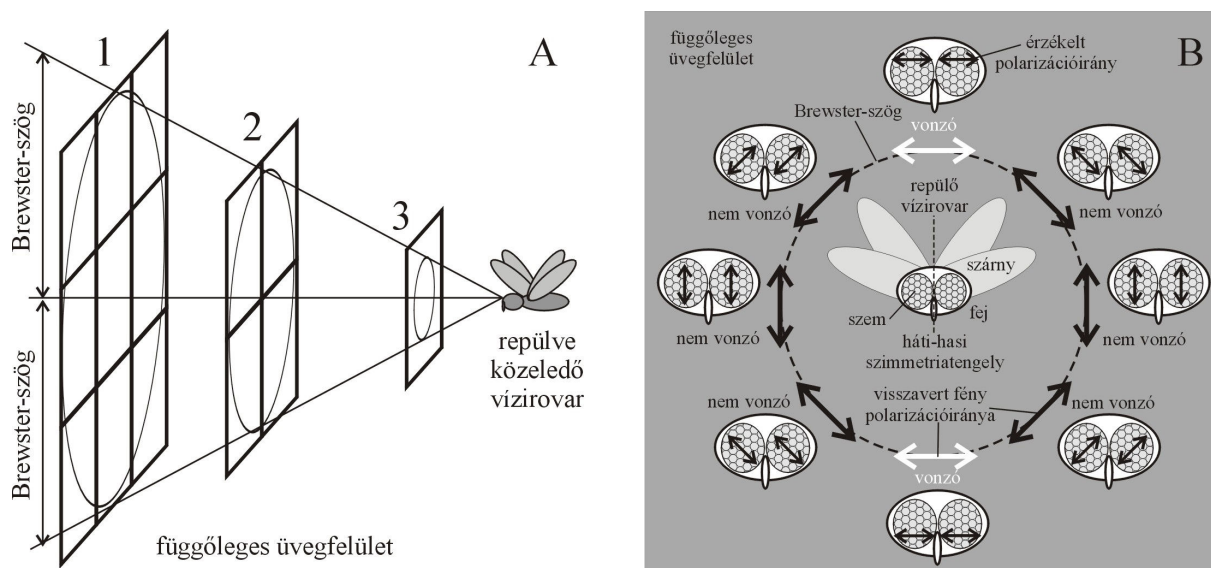 A
1
2
3
Brewster-szög
Brewster-szög
repülve
közeledő
vízirovar
függőleges üvegfelület
B
függőleges
üvegfelület
érzékelt
polarizációirány
Brewster-szög
vonzó
nem vonzó
nem vonzó
repülő
vízirovar
szárny
szem
fej
nem vonzó
nem vonzó
háti-hasi
szimmetriatengely
visszavert fény
polarizációiránya
nem vonzó
nem vonzó
vonzó